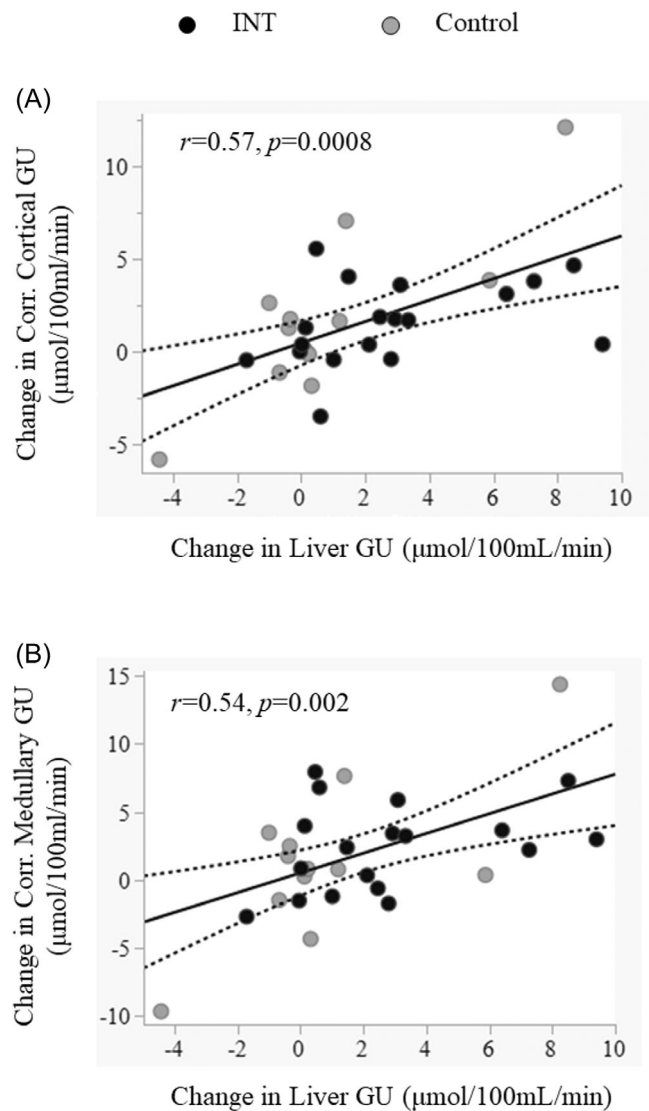 INT Control
(A)
r=0.57, p=0.0008
Change in Corr. Cortical GU
(μmol/100ml/min)
10
5
0
-5
-4 -2 0 2 4 6 8 10
Change in Liver GU (μmol/100mL/min)
(B)
r=0.54, p=0.002
Change in Corr. Medullary GU
(μmol/100ml/min)
15
10
5
0
-5
-10
-4 -2 0 2 4 6 8 10
Change in Liver GU (μmol/100mL/min)